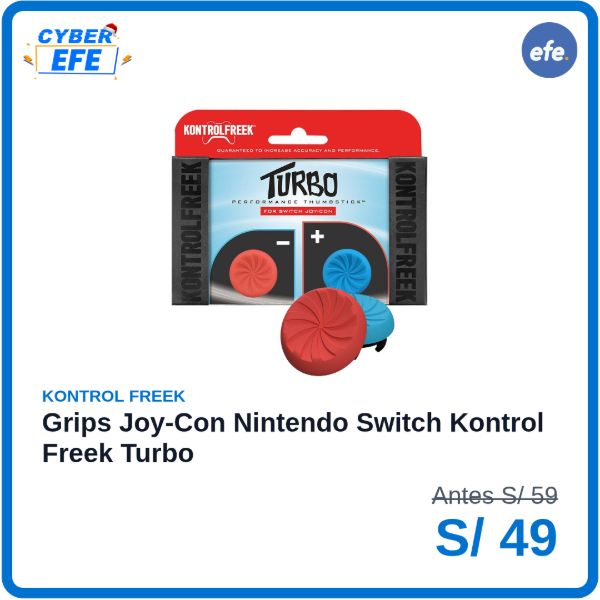 CYBER
EFE
efe.
KONTROLFREEK
GUARANTEED TO INCREASE ACCURACY AND PERFORMANCE.
KONTROLFREEK
TURBO
PERFORMANCE THUMBSTICK™
FOR SWITCH JOY-CON
KONTROLFREEK
- +
KONTROL FREEK
Grips Joy-Con Nintendo Switch Kontrol
Freek Turbo
Antes S/ 59
S/ 49